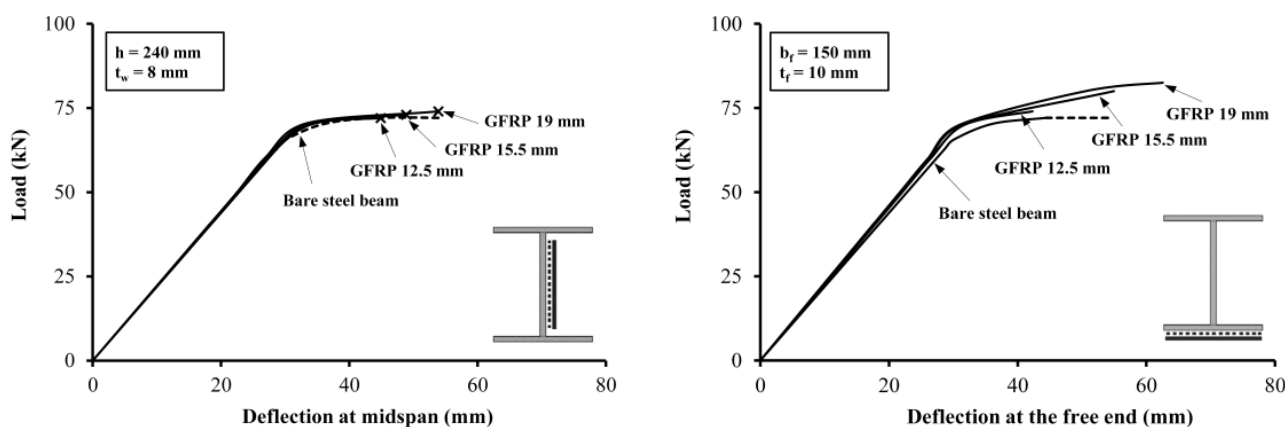 100
75
50
25
0
Load (kN)
h = 240 mm
t_w = 8 mm
GFRP 19 mm
GFRP 15.5 mm
GFRP 12.5 mm
Bare steel beam
0 20 40 60 80
Deflection at midspan (mm)
100
75
50
25
0
Load (kN)
b_f = 150 mm
t_f = 10 mm
GFRP 19 mm
GFRP 15.5 mm
GFRP 12.5 mm
Bare steel beam
0 20 40 60 80
Deflection at the free end (mm)